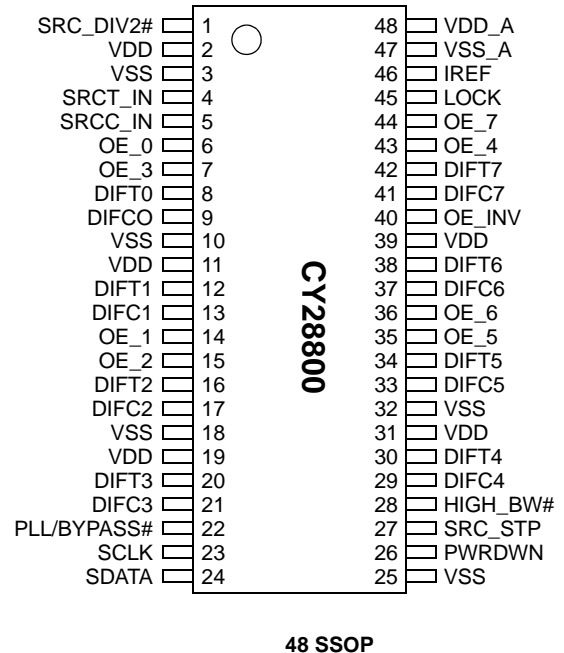 SRC_DIV2# 1 48 VDD_A
VDD 2 47 VSS_A
VSS 3 46 IREF
SRCT_IN 4 45 LOCK
SRCC_IN 5 44 OE_7
OE_0 6 43 OE_4
OE_3 7 42 DIFT7
DIFT0 8 41 DIFC7
DIFCO 9 40 OE_INV
VSS 10 39 VDD
VDD 11 38 DIFT6
DIFT1 12 37 DIFC6
DIFC1 13 36 OE_6
OE_1 14 35 OE_5
OE_2 15 34 DIFT5
DIFT2 16 33 DIFC5
DIFC2 17 32 VSS
VSS 18 31 VDD
VDD 19 30 DIFT4
DIFT3 20 29 DIFC4
DIFC3 21 28 HIGH_BW#
PLL/BYPASS# 22 27 SRC_STP
SCLK 23 26 PWRDWN
SDATA 24 25 VSS
CY28800
48 SSOP